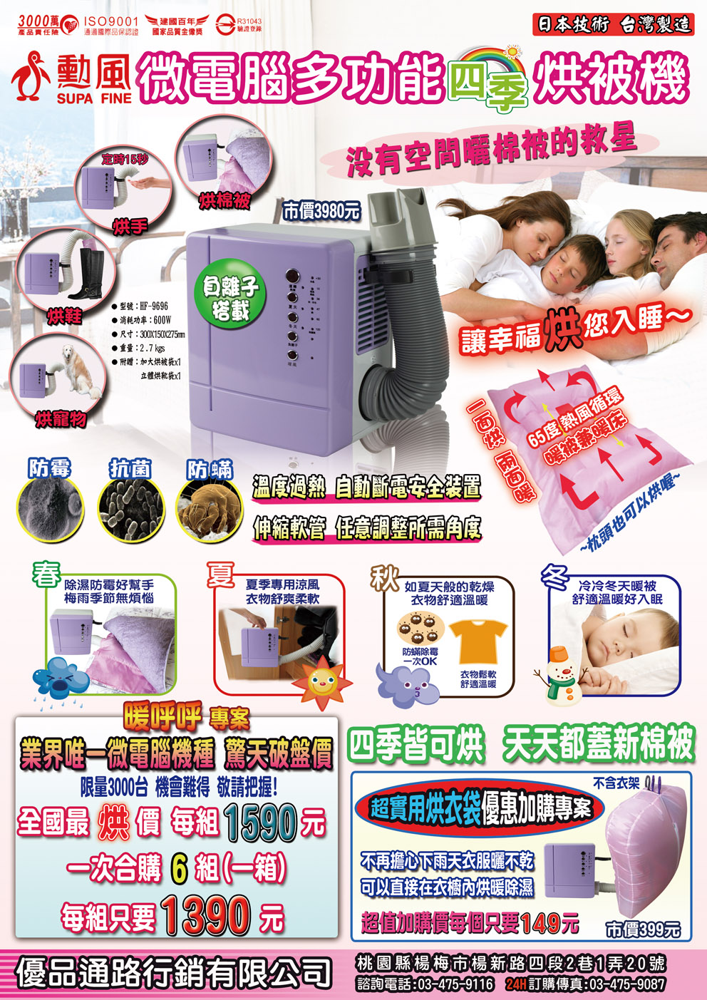 3000萬
產品責任險
ISO9001
通過國際品保認證
建國百年
國家品質金像獎
R31043
驗證登錄
日本技術 台灣製造
勳風
SUPA FINE
微電腦多功能四季烘被機
没有空間曬棉被的救星
定時15秒
烘手
烘棉被
市價3980元
烘鞋
烘寵物
負離子
搭載
● 型號：HF-9696
● 消耗功率：600W
● 尺寸：300X150X275mm
● 重量：2.7 kgs
● 附贈：加大烘被袋x1
立體烘靴袋x1
夏天
冬天
負離子
暖風
讓幸福烘您入睡～
一面烘 兩面暖
65度熱風循環
暖被兼暖床
~枕頭也可以烘喔~
防霉
抗菌
防蟎
溫度過熱 自動斷電安全裝置
伸縮軟管 任意調整所需角度
春
除濕防霉好幫手
梅雨季節無煩惱
夏
夏季專用涼風
衣物舒爽柔軟
秋
如夏天般的乾燥
衣物舒適溫暖
防蟎除霉
一次OK
衣物鬆軟
舒適溫暖
冬
冷冷冬天暖被
舒適溫暖好入眠
暖呼呼 專案
業界唯一微電腦機種 驚天破盤價
限量3000台 機會難得 敬請把握!
全國最 烘 價 每組 1590 元
一次合購 6 組(一箱)
每組只要 1390 元
四季皆可烘 天天都蓋新棉被
不含衣架
超實用烘衣袋優惠加購專案
不再擔心下雨天衣服曬不乾
可以直接在衣櫥內烘暖除濕
超值加購價每個只要149元
市價399元
優品通路行銷有限公司
桃園縣楊梅市楊新路四段2巷1弄20號
諮詢電話:03-475-9116 24H訂購傳真:03-475-9087